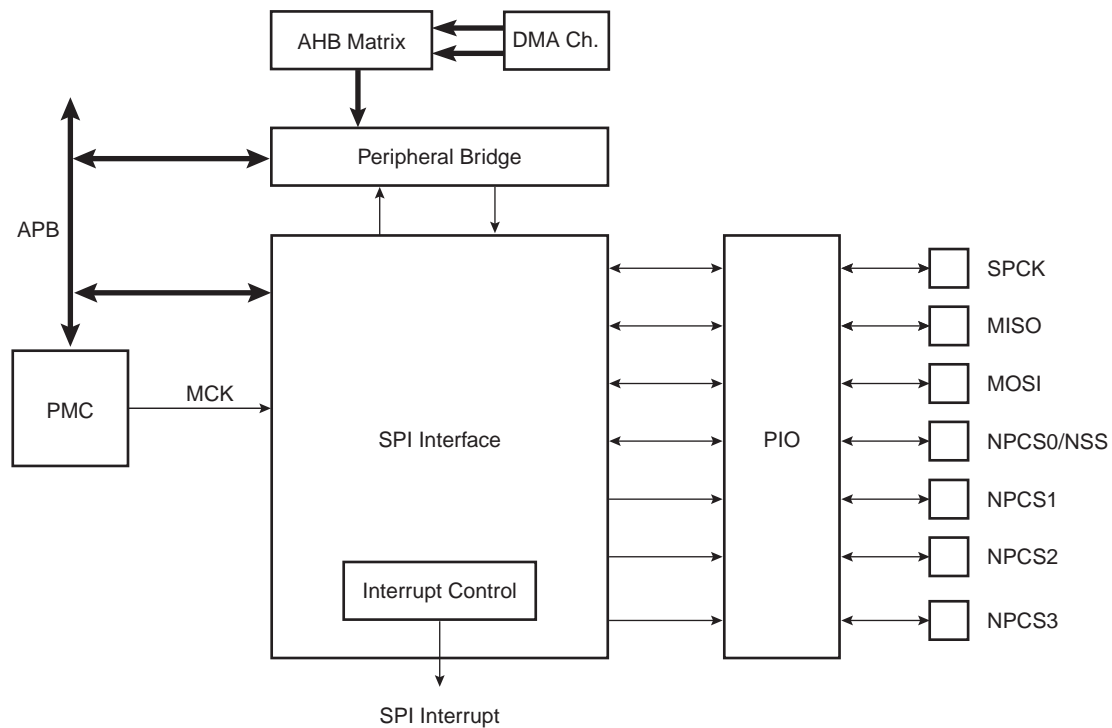 AHB Matrix
DMA Ch.
Peripheral Bridge
APB
SPCK
MISO
PMC
MCK
MOSI
SPI Interface
PIO
NPCS0/NSS
NPCS1
NPCS2
Interrupt Control
NPCS3
SPI Interrupt